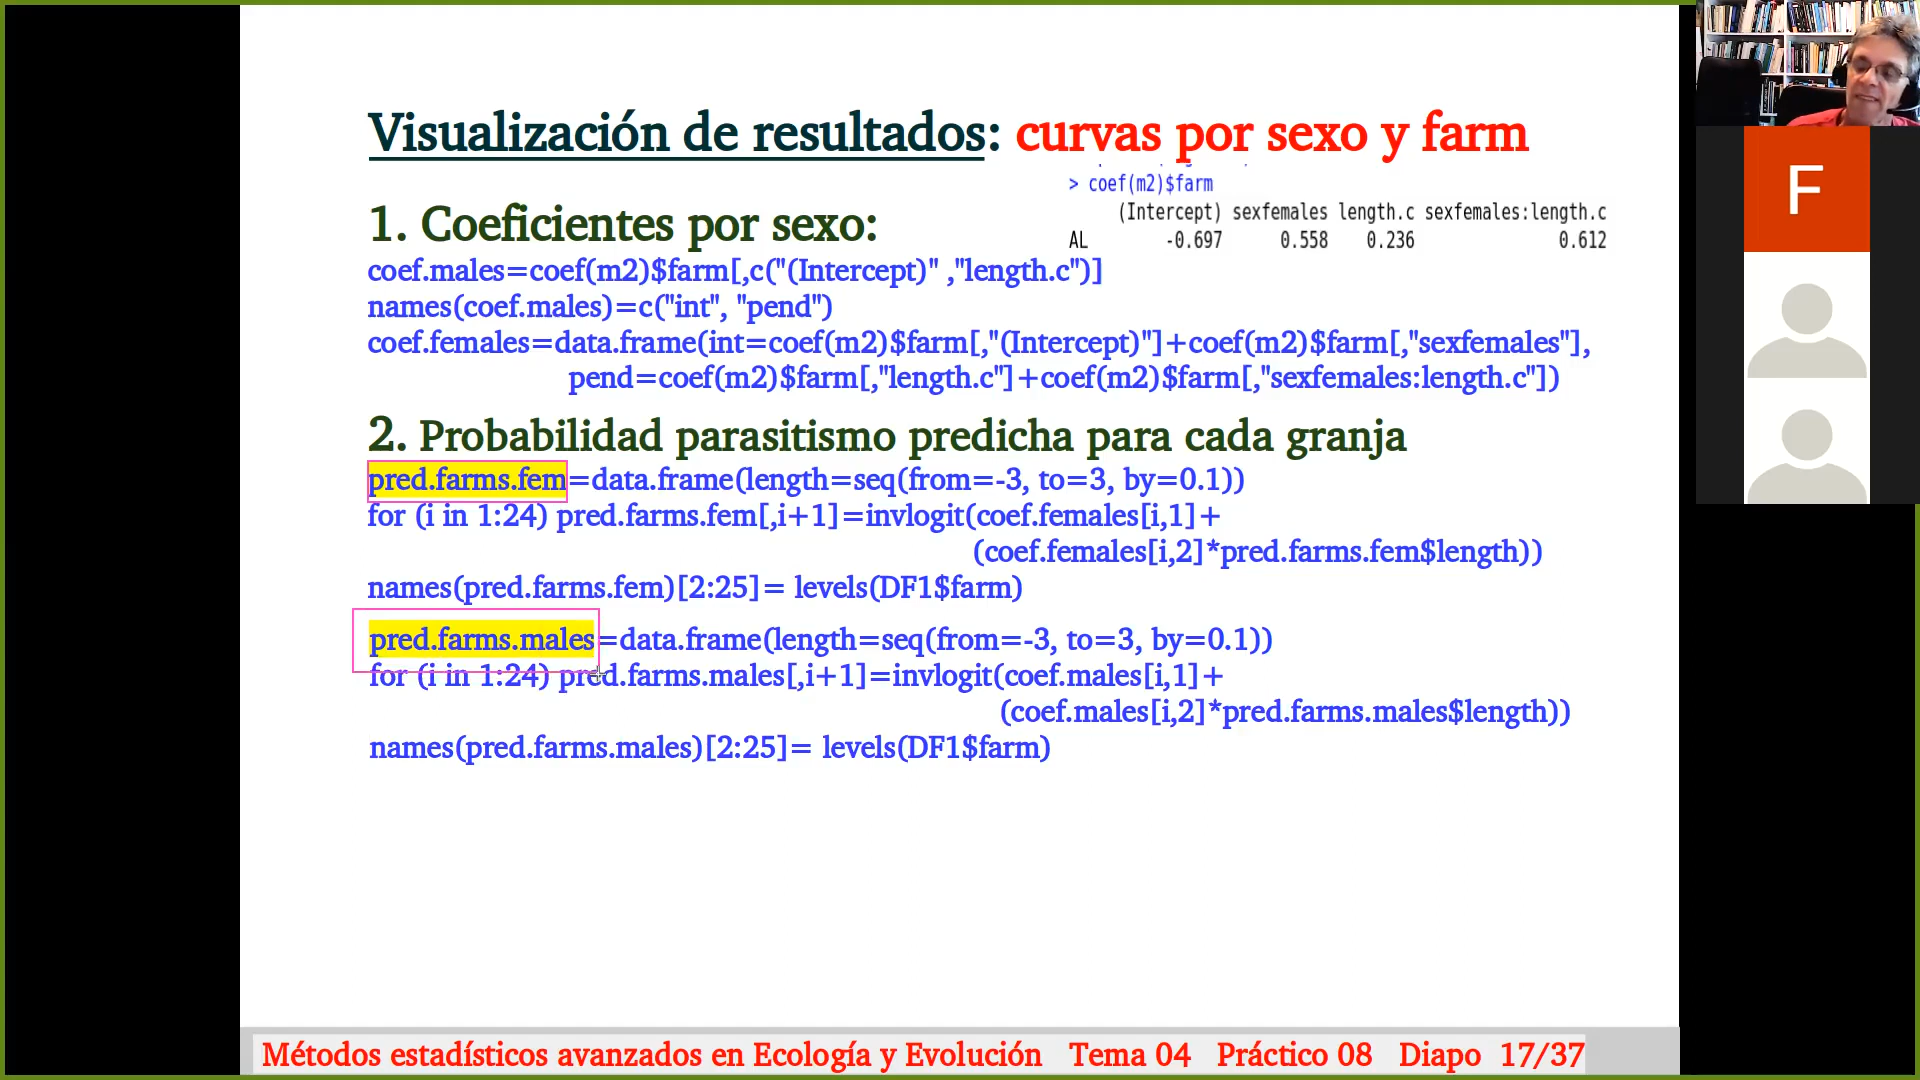 Visualización de resultados: curvas por sexo y farm
> coef(m2)$farm
(Intercept) sexfemales length.c sexfemales:length.c
AL -0.697 0.558 0.236 0.612
1. Coeficientes por sexo:
coef.males=coef(m2)$farm[,c("(Intercept)" ,"length.c")]
names(coef.males)=c("int", "pend")
coef.females=data.frame(int=coef(m2)$farm[,"(Intercept)"]+coef(m2)$farm[,"sexfemales"],
pend=coef(m2)$farm[,"length.c"]+coef(m2)$farm[,"sexfemales:length.c"])
2. Probabilidad parasitismo predicha para cada granja
pred.farms.fem=data.frame(length=seq(from=-3, to=3, by=0.1))
for (i in 1:24) pred.farms.fem[,i+1]=invlogit(coef.females[i,1]+
(coef.females[i,2]*pred.farms.fem$length))
names(pred.farms.fem)[2:25]= levels(DF1$farm)
pred.farms.males=data.frame(length=seq(from=-3, to=3, by=0.1))
for (i in 1:24) pred.farms.males[,i+1]=invlogit(coef.males[i,1]+
(coef.males[i,2]*pred.farms.males$length))
names(pred.farms.males)[2:25]= levels(DF1$farm)
Métodos estadísticos avanzados en Ecología y Evolución Tema 04 Práctico 08 Diapo 17/37
F